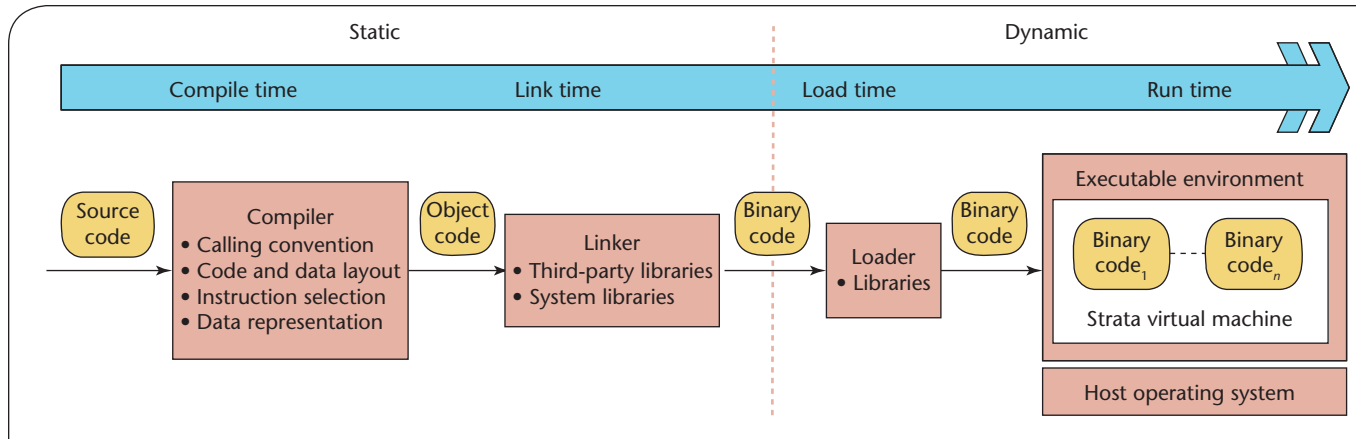 Static
Dynamic
Compile time
Link time
Load time
Run time
Source
code
Compiler
• Calling convention
• Code and data layout
• Instruction selection
• Data representation
Object
code
Linker
• Third-party libraries
• System libraries
Binary
code
Loader
• Libraries
Binary
code
Executable environment
Binary
code1
Binary
coden
Strata virtual machine
Host operating system